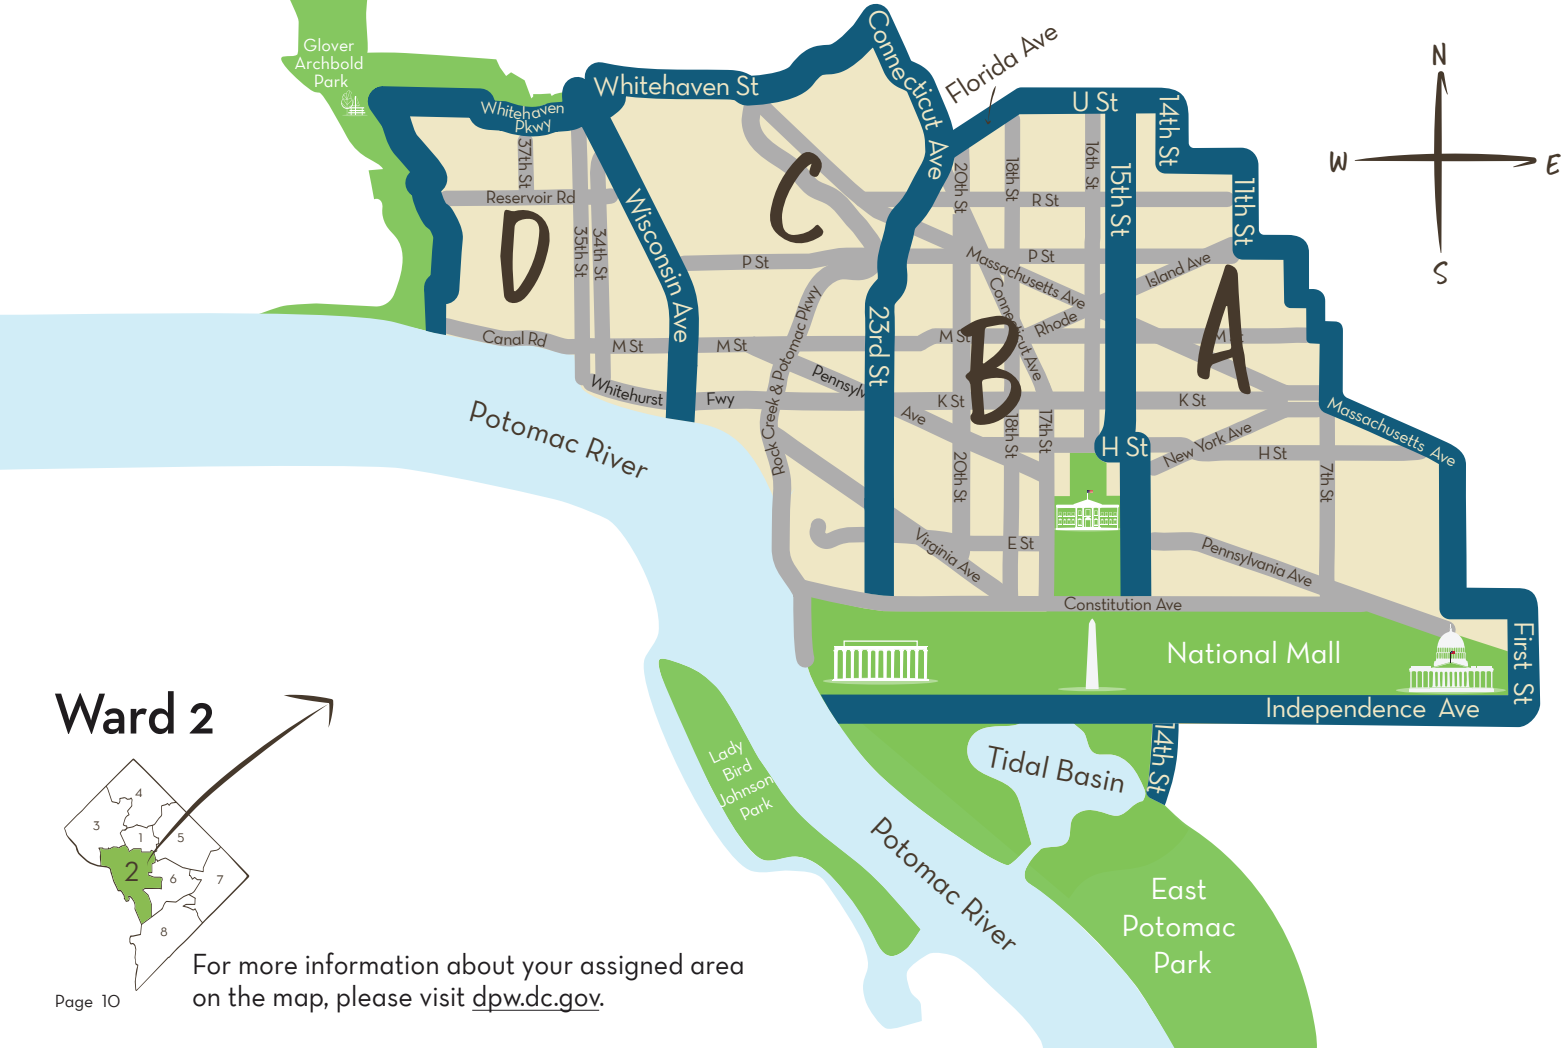 Glover
Archbold
Park
Whitehaven
Pkwy
Whitehaven St
Connecticut Ave
Florida Ave
U St
14th St
N
W
E
S
37th St
Reservoir Rd
35th St
34th St
Wisconsin Ave
D
C
P St
20th St
18th St
16th St
15th St
11th St
R St
P St
Massachusetts Ave
Island Ave
Rhode
Connecticut Ave
Canal Rd
M St
M St
M St
M St
Rock Creek & Potomac Pkwy
23rd St
B
A
Whitehurst
Fwy
Pennsylv
Ave
K St
K St
Massachusetts Ave
18th St
17th St
H St
New York Ave
H St
7th St
20th St
Potomac River
Virginia Ave
E St
Pennsylvania Ave
Constitution Ave
National Mall
First St
Independence Ave
14th St
Tidal Basin
Lady
Bird
Johnson
Park
Potomac River
East
Potomac
Park
Ward 2
4
3
1
5
2
6
7
8
For more information about your assigned area
on the map, please visit dpw.dc.gov.
Page 10